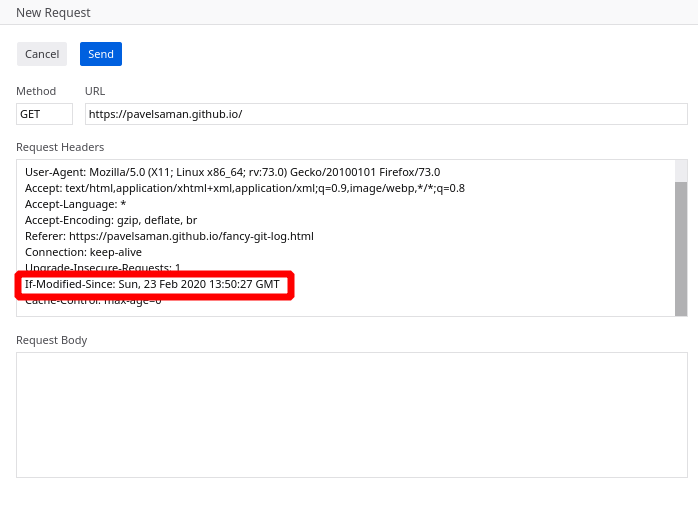 New Request
Cancel Send
Method URL
GET https://pavelsaman.github.io/
Request Headers
User-Agent: Mozilla/5.0 (X11; Linux x86_64; rv:73.0) Gecko/20100101 Firefox/73.0
Accept: text/html,application/xhtml+xml,application/xml;q=0.9,image/webp,*/*;q=0.8
Accept-Language: *
Accept-Encoding: gzip, deflate, br
Referer: https://pavelsaman.github.io/fancy-git-log.html
Connection: keep-alive
Upgrade-Insecure-Requests: 1
If-Modified-Since: Sun, 23 Feb 2020 13:50:27 GMT
Cache-Control: max-age=0
Request Body